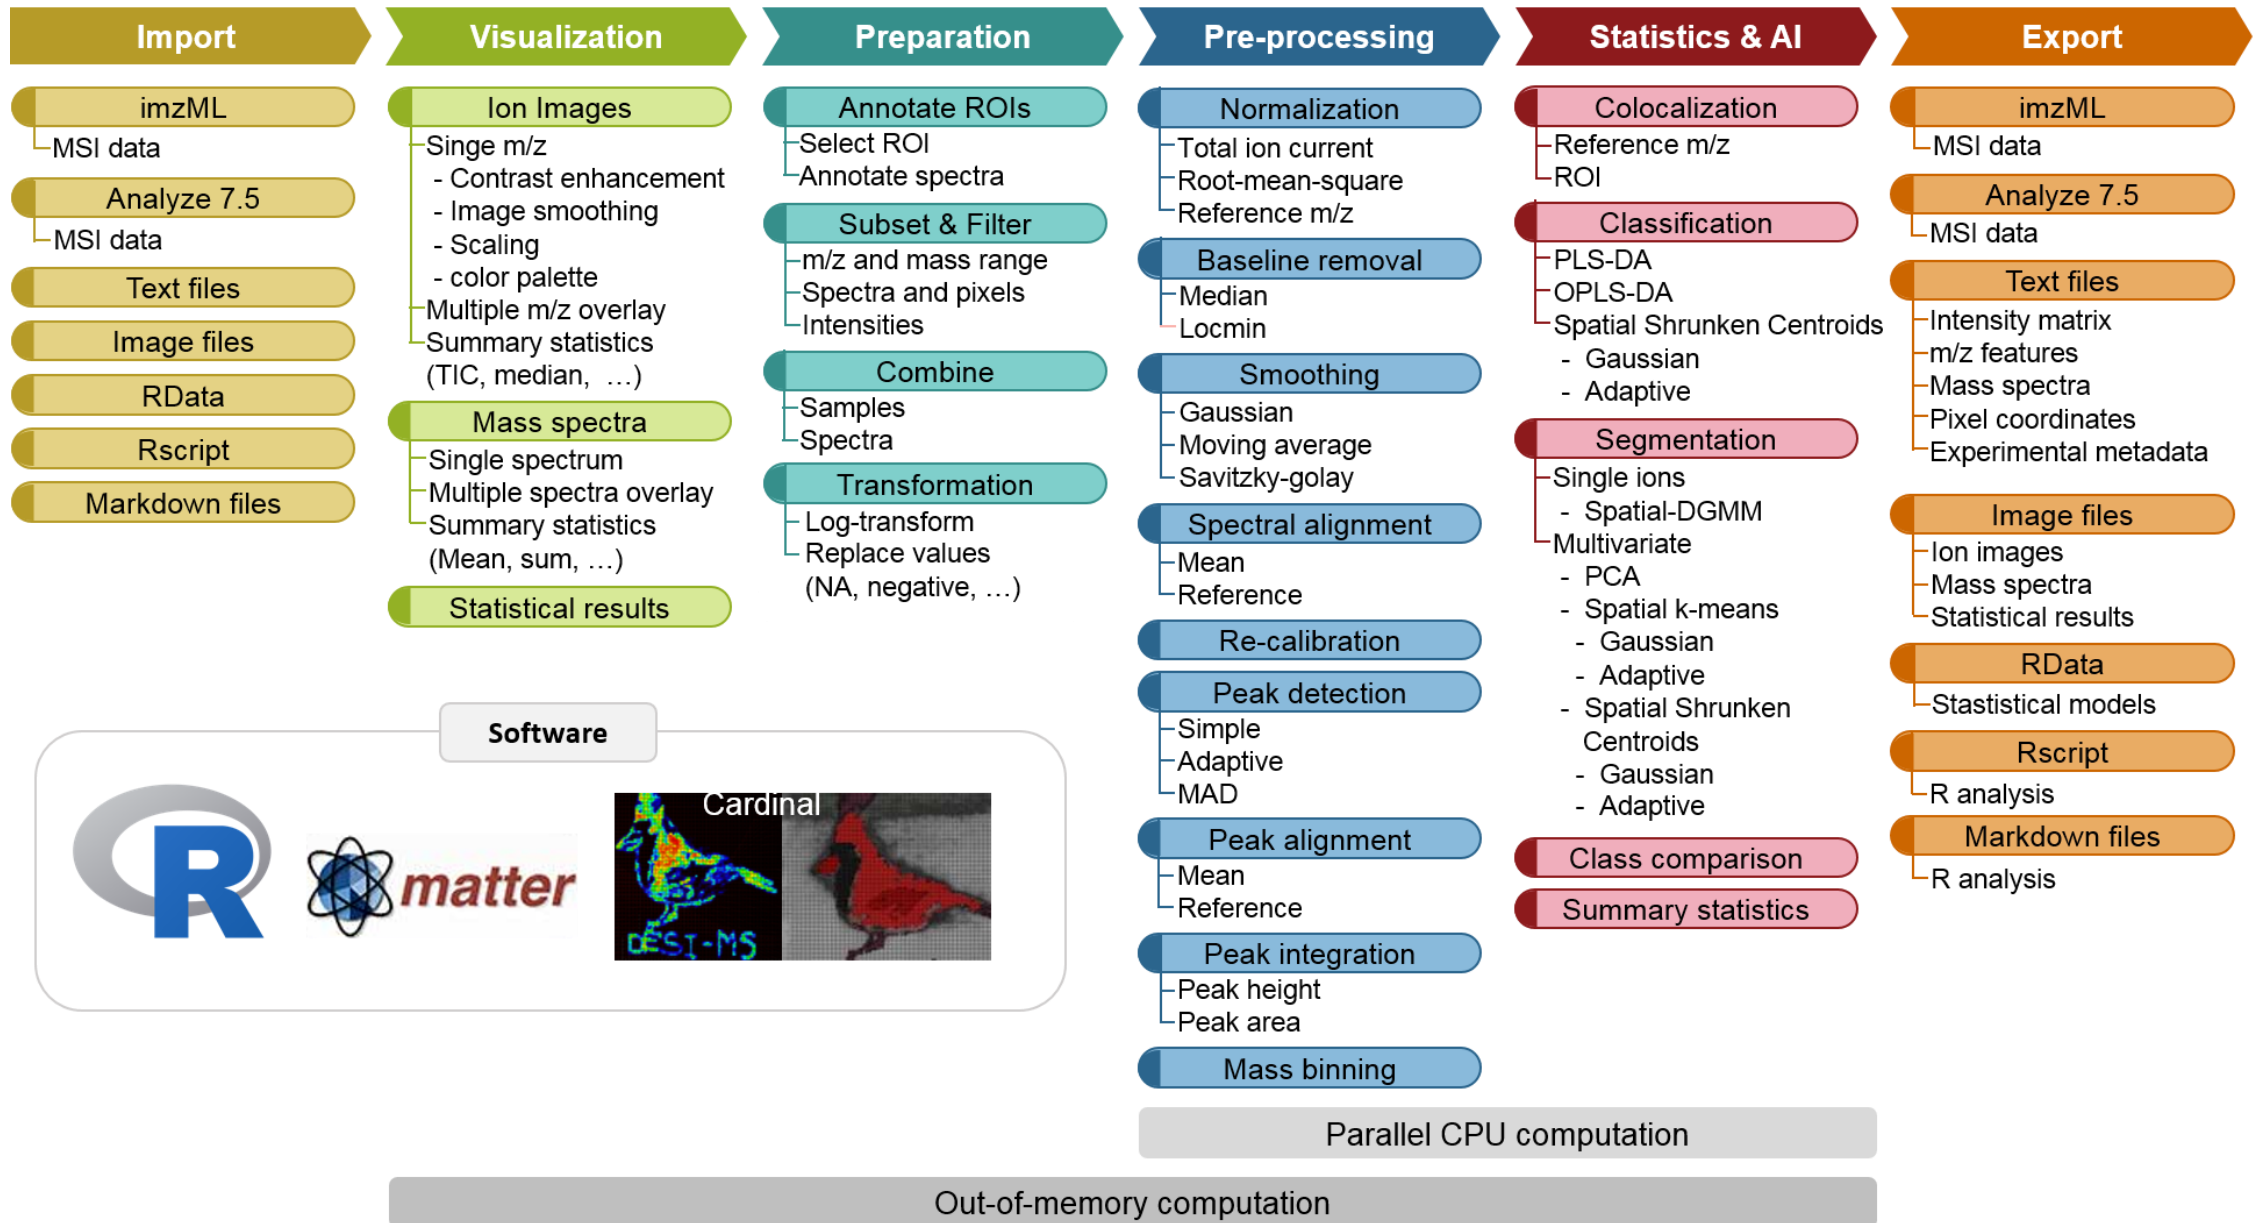 Import
imzML
MSI data
Analyze 7.5
MSI data
Text files
Image files
RData
Rscript
Markdown files
Visualization
Ion Images
Singe m/z
- Contrast enhancement
- Image smoothing
- Scaling
- color palette
Multiple m/z overlay
Summary statistics
(TIC, median, …)
Mass spectra
Single spectrum
Multiple spectra overlay
Summary statistics
(Mean, sum, …)
Statistical results
Preparation
Annotate ROIs
Select ROI
Annotate spectra
Subset & Filter
m/z and mass range
Spectra and pixels
Intensities
Combine
Samples
Spectra
Transformation
Log-transform
Replace values
(NA, negative, …)
Pre-processing
Normalization
Total ion current
Root-mean-square
Reference m/z
Baseline removal
Median
Locmin
Smoothing
Gaussian
Moving average
Savitzky-golay
Spectral alignment
Mean
Reference
Re-calibration
Peak detection
Simple
Adaptive
MAD
Peak alignment
Mean
Reference
Peak integration
Peak height
Peak area
Mass binning
Statistics & AI
Colocalization
Reference m/z
ROI
Classification
PLS-DA
OPLS-DA
Spatial Shrunken Centroids
- Gaussian
- Adaptive
Segmentation
Single ions
- Spatial-DGMM
Multivariate
- PCA
- Spatial k-means
- Gaussian
- Adaptive
- Spatial Shrunken
Centroids
- Gaussian
- Adaptive
Class comparison
Summary statistics
Export
imzML
MSI data
Analyze 7.5
MSI data
Text files
Intensity matrix
m/z features
Mass spectra
Pixel coordinates
Experimental metadata
Image files
Ion images
Mass spectra
Statistical results
RData
Stastistical models
Rscript
R analysis
Markdown files
R analysis
Software
R
matter
Cardinal
DESI-MS
Parallel CPU computation
Out-of-memory computation